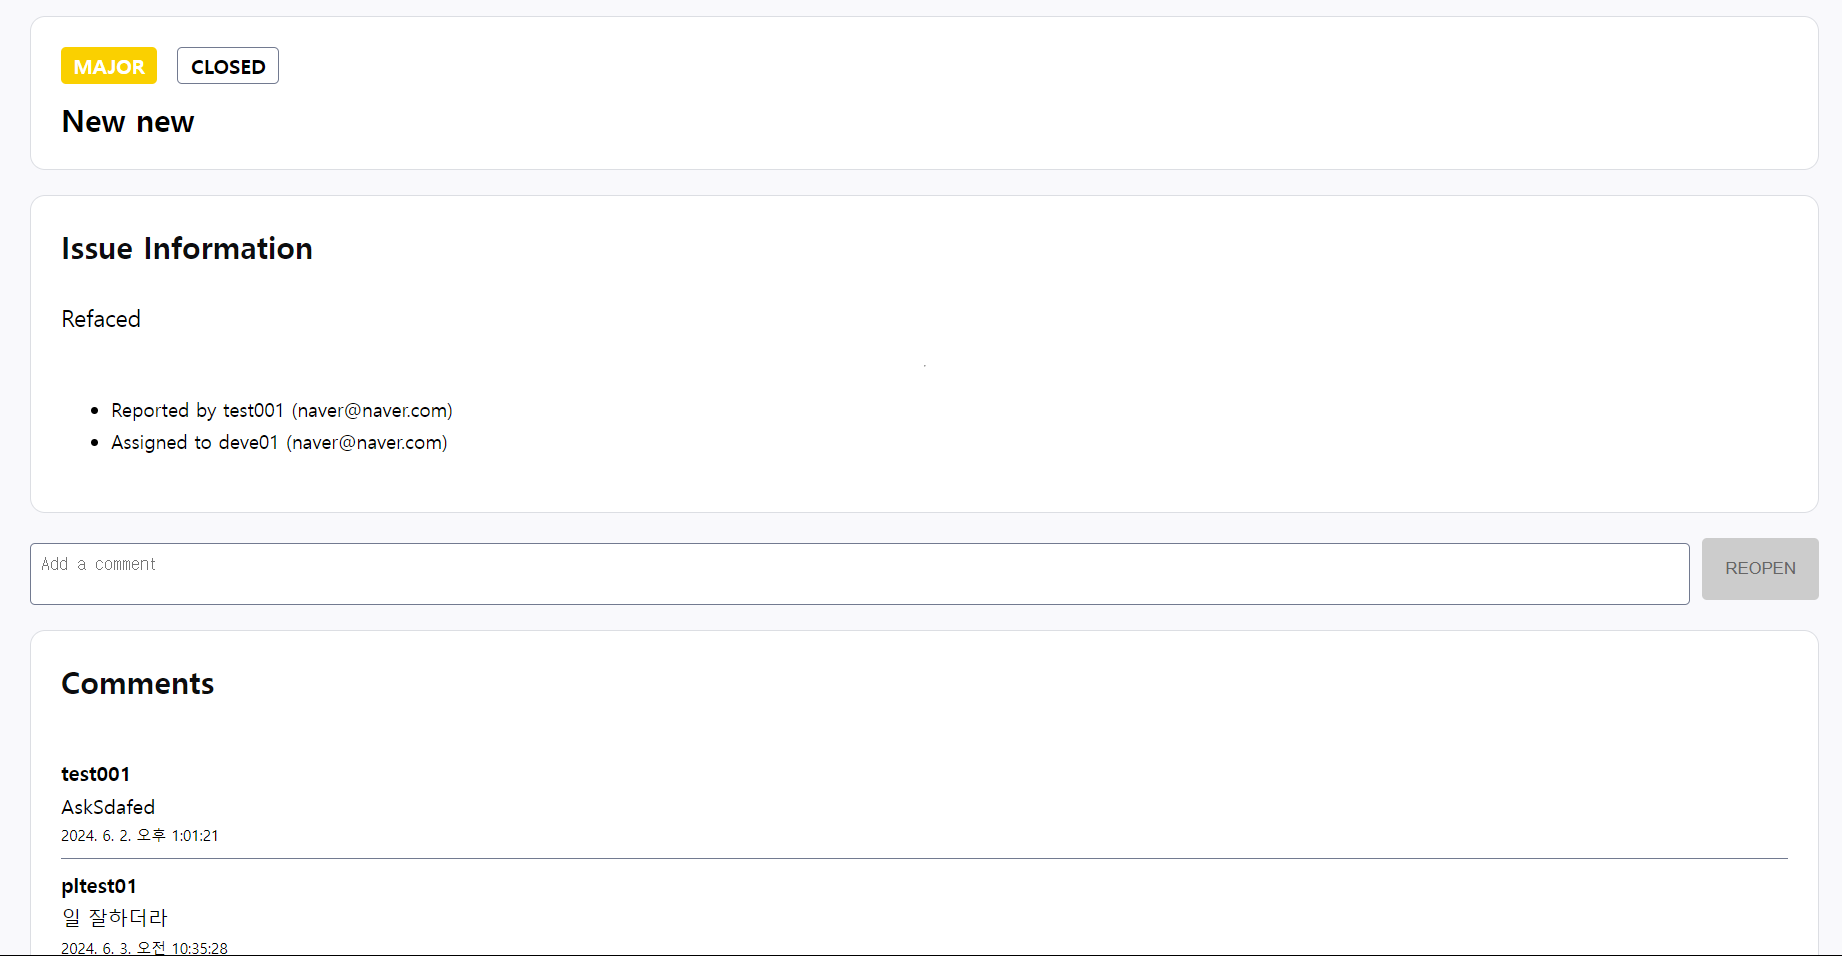 MAJOR CLOSED
New new
Issue Information
Refaced
Reported by test001 (naver@naver.com)
Assigned to deve01 (naver@naver.com)
Add a comment
REOPEN
Comments
test001
AskSdafed
2024. 6. 2. 오후 1:01:21
pltest01
일 잘하더라
2024. 6. 3. 오전 10:35:28